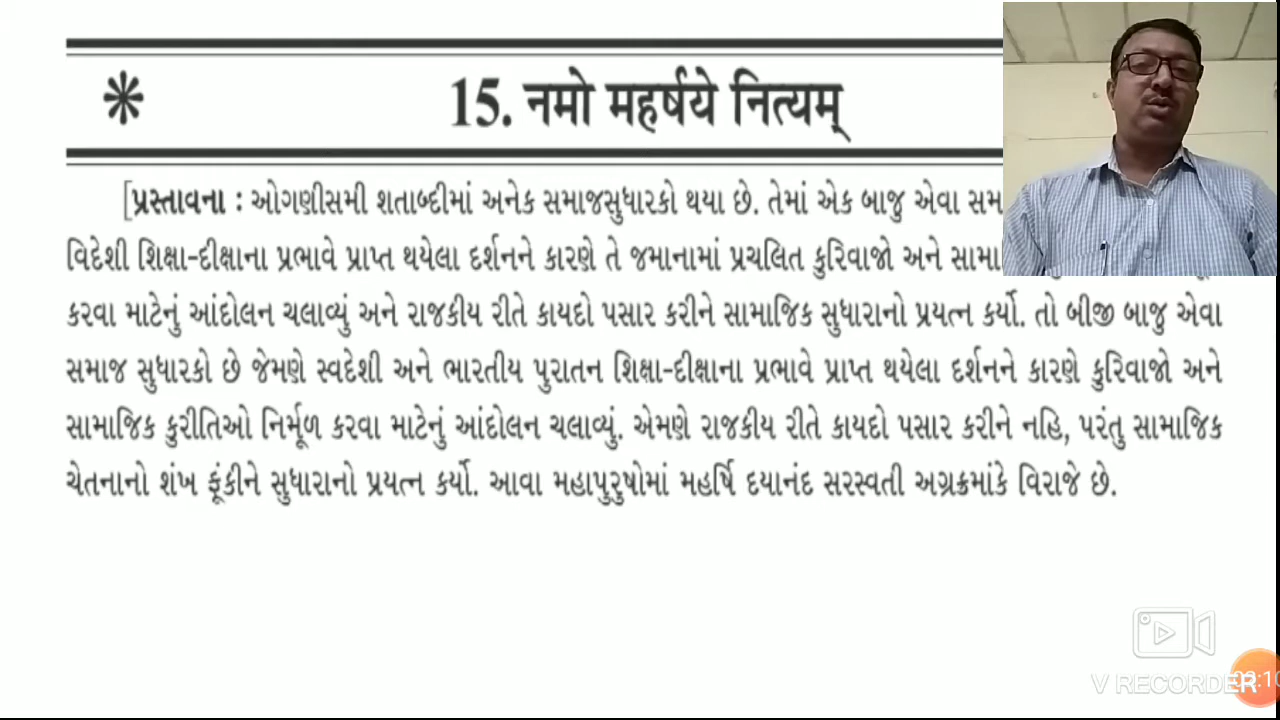 15. नमो महर्षये नित्यम्
[પ્રસ્તાવના : ઓગણીસમી શતાબ્દીમાં અનેક સમાજસુધારકો થયા છે. તેમાં એક બાજુ એવા
વિદેશી શિક્ષા-દીક્ષાના પ્રભાવે પ્રાપ્ત થયેલા દર્શનને કારણે તે જમાનામાં પ્રચલિત કુરિવાજો અને
કરવા માટેનું આંદોલન ચલાવ્યું અને રાજકીય રીતે કાયદો પસાર કરીને સામાજિક સુધારાનો પ્રયત્ન કર્યો. તો બીજી બાજુ એવા
સમાજ સુધારકો છે જેમણે સ્વદેશી અને ભારતીય પુરાતન શિક્ષા-દીક્ષાના પ્રભાવે પ્રાપ્ત થયેલા દર્શનને કારણે કુરિવાજો અને
સામાજિક કુરીતિઓ નિર્મૂળ કરવા માટેનું આંદોલન ચલાવ્યું. એમણે રાજકીય રીતે કાયદો પસાર કરીને નહિ, પરંતુ સામાજિક
ચેતનાનો શંખ ફૂંકીને સુધારાનો પ્રયત્ન કર્યો. આવા મહાપુરુષોમાં મહર્ષિ દયાનંદ સરસ્વતી અગ્રક્રમાંકે વિરાજે છે.
V RECORDER